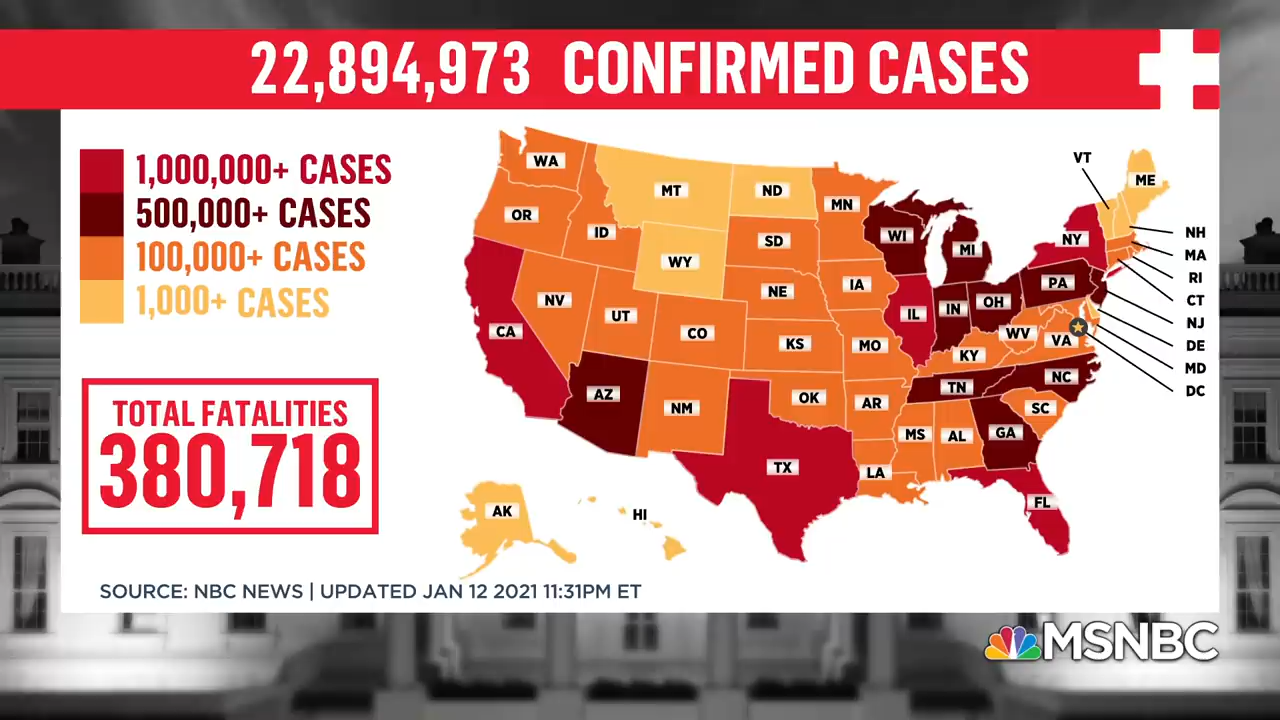 22,894,973 CONFIRMED CASES
1,000,000+ CASES
500,000+ CASES
100,000+ CASES
1,000+ CASES
TOTAL FATALITIES
380,718
WA
MT
ND
MN
VT
ME
OR
ID
SD
WI
MI
NY
NH
MA
WY
RI
NV
UT
NE
IA
PA
CT
CA
CO
KS
MO
IL
IN
OH
WV
VA
KY
NJ
DE
MD
DC
AZ
NM
OK
AR
TN
NC
SC
MS
AL
GA
TX
LA
FL
AK
HI
SOURCE: NBC NEWS | UPDATED JAN 12 2021 11:31PM ET
MSNBC